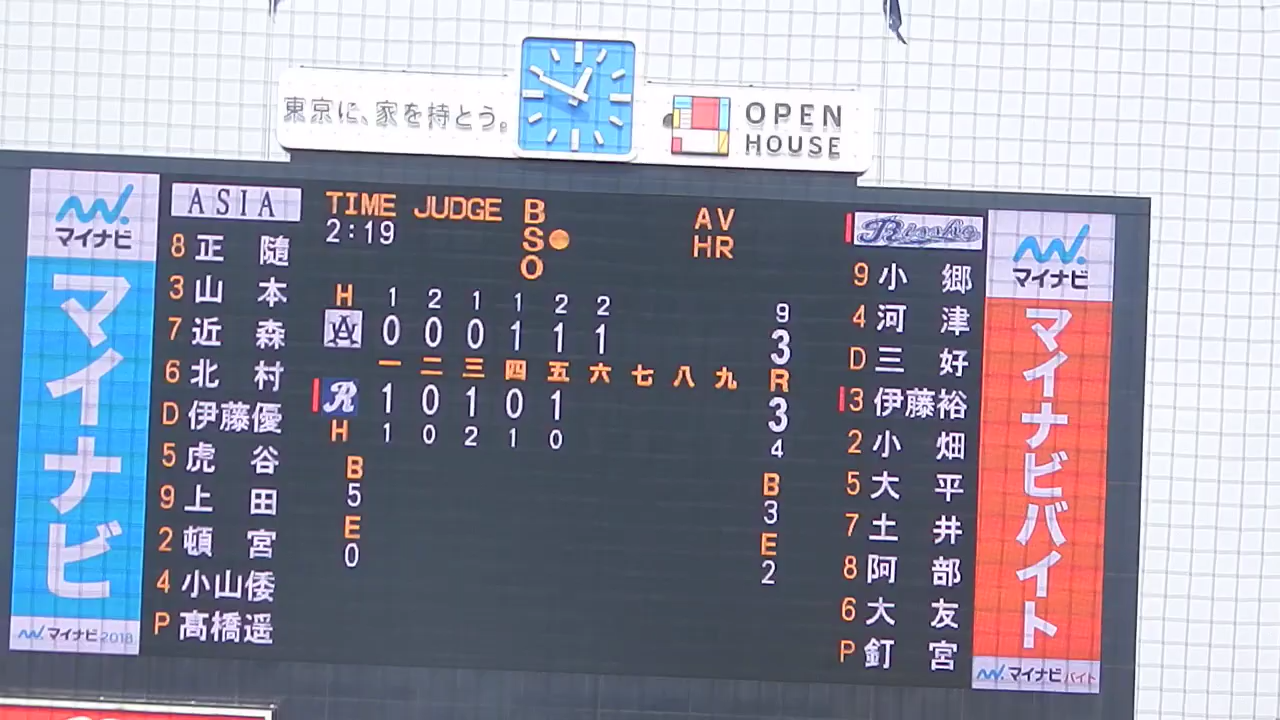 東京に、家を持とう。
OPEN
HOUSE
マイナビ
マイナビ
マイナビ2018
ASIA
8 正 随
3 山 本
7 近 森
6 北 村
D 伊藤優
5 虎 谷
9 上 田
2 頓 宮
4 小山倭
P 髙橋遥
TIME JUDGE B
2:19 S
O
AV
HR
H 1 2 1 1 2 2 9
A 0 0 0 1 1 1 3
一 二 三 四 五 六 七 八 九 R
R 1 0 1 0 1 3
H 1 0 2 1 0 4
B B
5 3
E E
0 2
Rissho
9 小 郷
4 河 津
D 三 好
3 伊藤裕
2 小 畑
5 大 平
7 土 井
8 阿 部
6 大 友
P 釘 宮
マイナビ
マイナビバイト
マイナビバイト